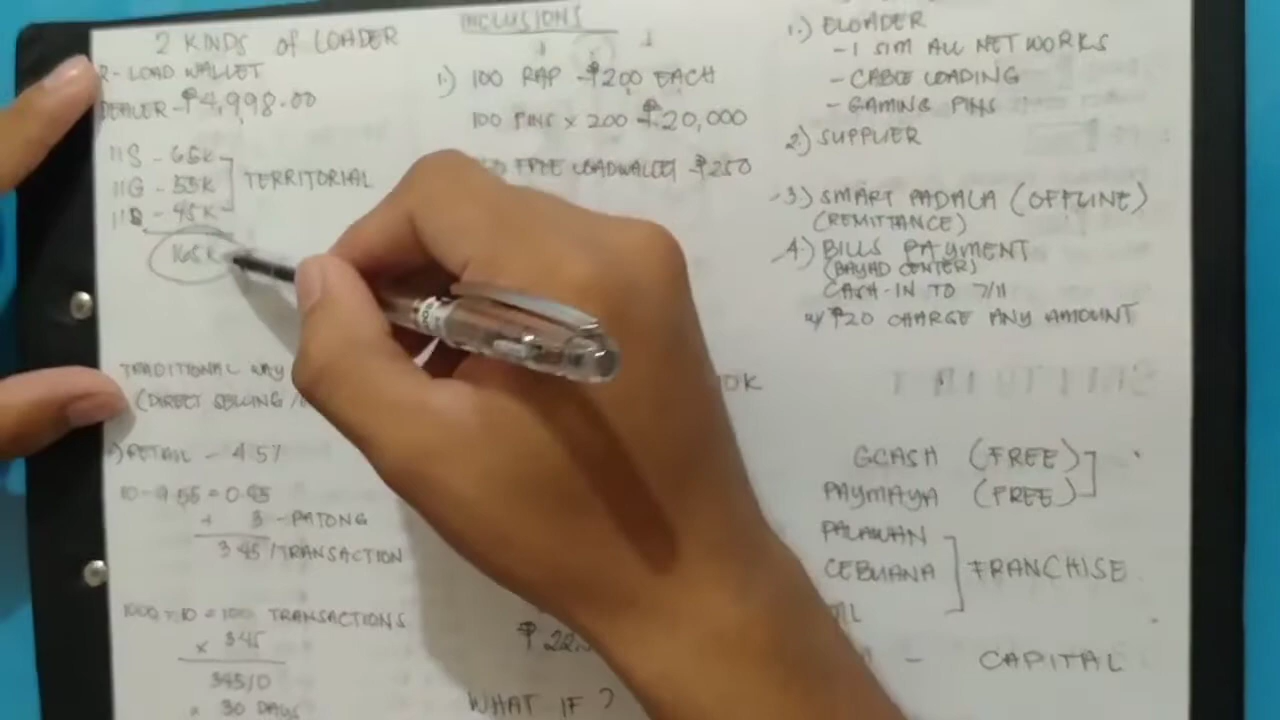 2 KINDS of LOADER
R-LOAD WALLET
DEALER - ₱4,998.00
11S - 65K
11G - 55K
TERRITORIAL
- 45K
165K
TRADITIONAL WAY
(DIRECT SELLING /
RETAIL - 4.5%
10 - 9.55 = 0.45
+ 3 - PATONG
3.45 / TRANSACTION
1000 ÷ 10 = 100 TRANSACTIONS
x 3.45
345/D
x 30 DAYS
INCLUSIONS
1.) 100 RAP - ₱200 EACH
100 PINS x 200 - ₱20,000
FREE LOADWALLET - ₱250
WHAT IF ?
1.) ELOADER
- 1 SIM ALL NETWORKS
- CABLE LOADING
- GAMING PINS
2.) SUPPLIER
3.) SMART PADALA (OFFLINE)
(REMITTANCE)
4.) BILLS PAYMENT
(BAYAD CENTER)
CASH-IN TO 7/11
w/ ₱20 CHARGE ANY AMOUNT
GCASH (FREE)
PAYMAYA (FREE)
PALAWAN
CEBUANA FRANCHISE
- CAPITAL